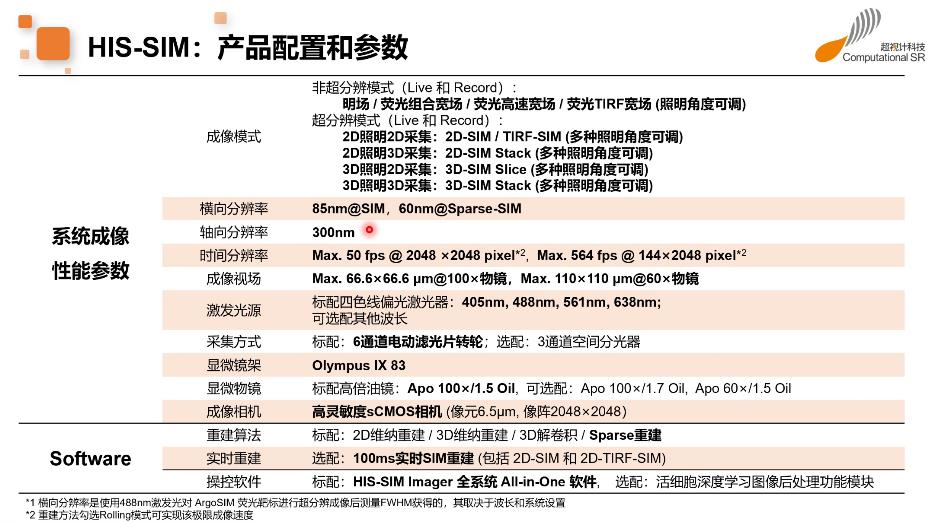 HIS-SIM：产品配置和参数
超视计科技
Computational SR
系统成像
性能参数
成像模式
非超分辨模式（Live 和 Record）:
明场 / 荧光组合宽场 / 荧光高速宽场 / 荧光TIRF宽场 (照明角度可调)
超分辨模式（Live 和 Record）:
2D照明2D采集：2D-SIM / TIRF-SIM (多种照明角度可调)
2D照明3D采集：2D-SIM Stack (多种照明角度可调)
3D照明2D采集：3D-SIM Slice (多种照明角度可调)
3D照明3D采集：3D-SIM Stack (多种照明角度可调)
横向分辨率 85nm@SIM，60nm@Sparse-SIM
轴向分辨率 300nm
时间分辨率 Max. 50 fps @ 2048 ×2048 pixel*2, Max. 564 fps @ 144×2048 pixel*2
成像视场 Max. 66.6×66.6 μm@100×物镜，Max. 110×110 μm@60×物镜
激发光源 标配四色线偏光激光器：405nm, 488nm, 561nm, 638nm;
可选配其他波长
采集方式 标配：6通道电动滤光片转轮；选配：3通道空间分光器
显微镜架 Olympus IX 83
显微物镜 标配高倍油镜：Apo 100×/1.5 Oil，可选配：Apo 100×/1.7 Oil, Apo 60×/1.5 Oil
成像相机 高灵敏度sCMOS相机 (像元6.5μm, 像阵2048×2048）
Software
重建算法 标配：2D维纳重建 / 3D维纳重建 / 3D解卷积 / Sparse重建
实时重建 选配：100ms实时SIM重建 (包括 2D-SIM 和 2D-TIRF-SIM)
操控软件 标配：HIS-SIM Imager 全系统 All-in-One 软件， 选配：活细胞深度学习图像后处理功能模块
*1 横向分辨率是使用488nm激发光对 ArgoSIM 荧光靶标进行超分辨成像后测量FWHM获得的，其取决于波长和系统设置
*2 重建方法勾选Rolling模式可实现该极限成像速度